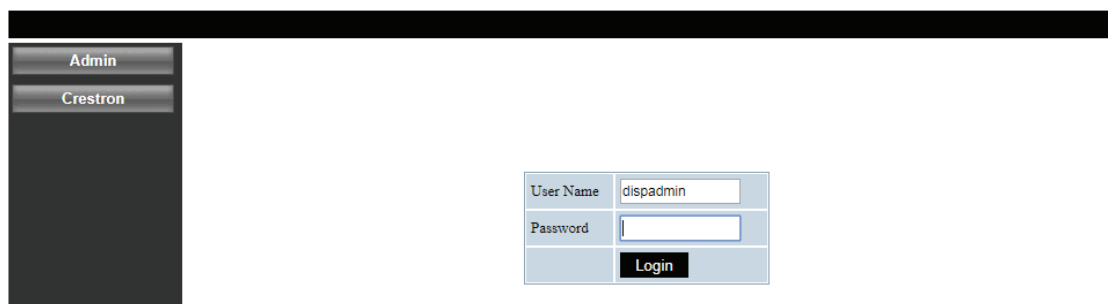 Admin
Crestron
User Name dispadmin
Password
Login